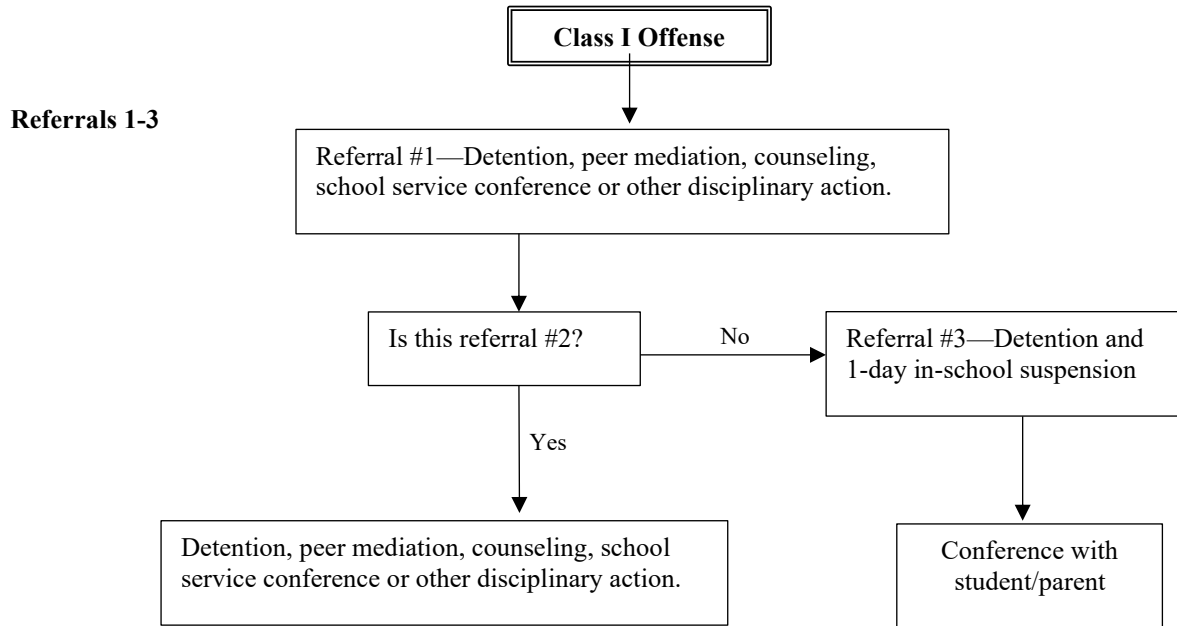 Class I Offense
Referrals 1-3
Referral #1—Detention, peer mediation, counseling,
school service conference or other disciplinary action.
Is this referral #2?
No
Referral #3—Detention and
1-day in-school suspension
Yes
Detention, peer mediation, counseling, school
service conference or other disciplinary action.
Conference with
student/parent